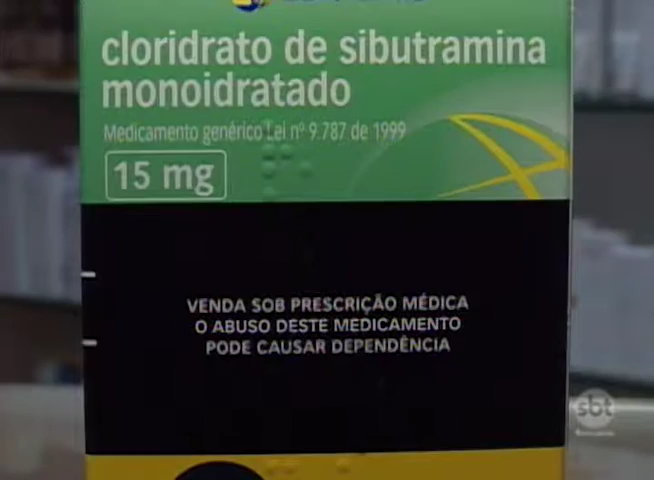 cloridrato de sibutramina
monoidratado
Medicamento genérico Lei nº 9.787 de 1999
15 mg
VENDA SOB PRESCRIÇÃO MÉDICA
O ABUSO DESTE MEDICAMENTO
PODE CAUSAR DEPENDÊNCIA
sbt